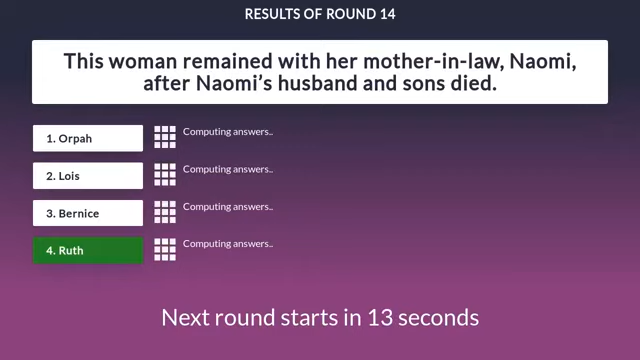 RESULTS OF ROUND 14
This woman remained with her mother-in-law, Naomi,
after Naomi’s husband and sons died.
1. Orpah
Computing answers..
2. Lois
Computing answers..
3. Bernice
Computing answers..
4. Ruth
Computing answers..
Next round starts in 13 seconds